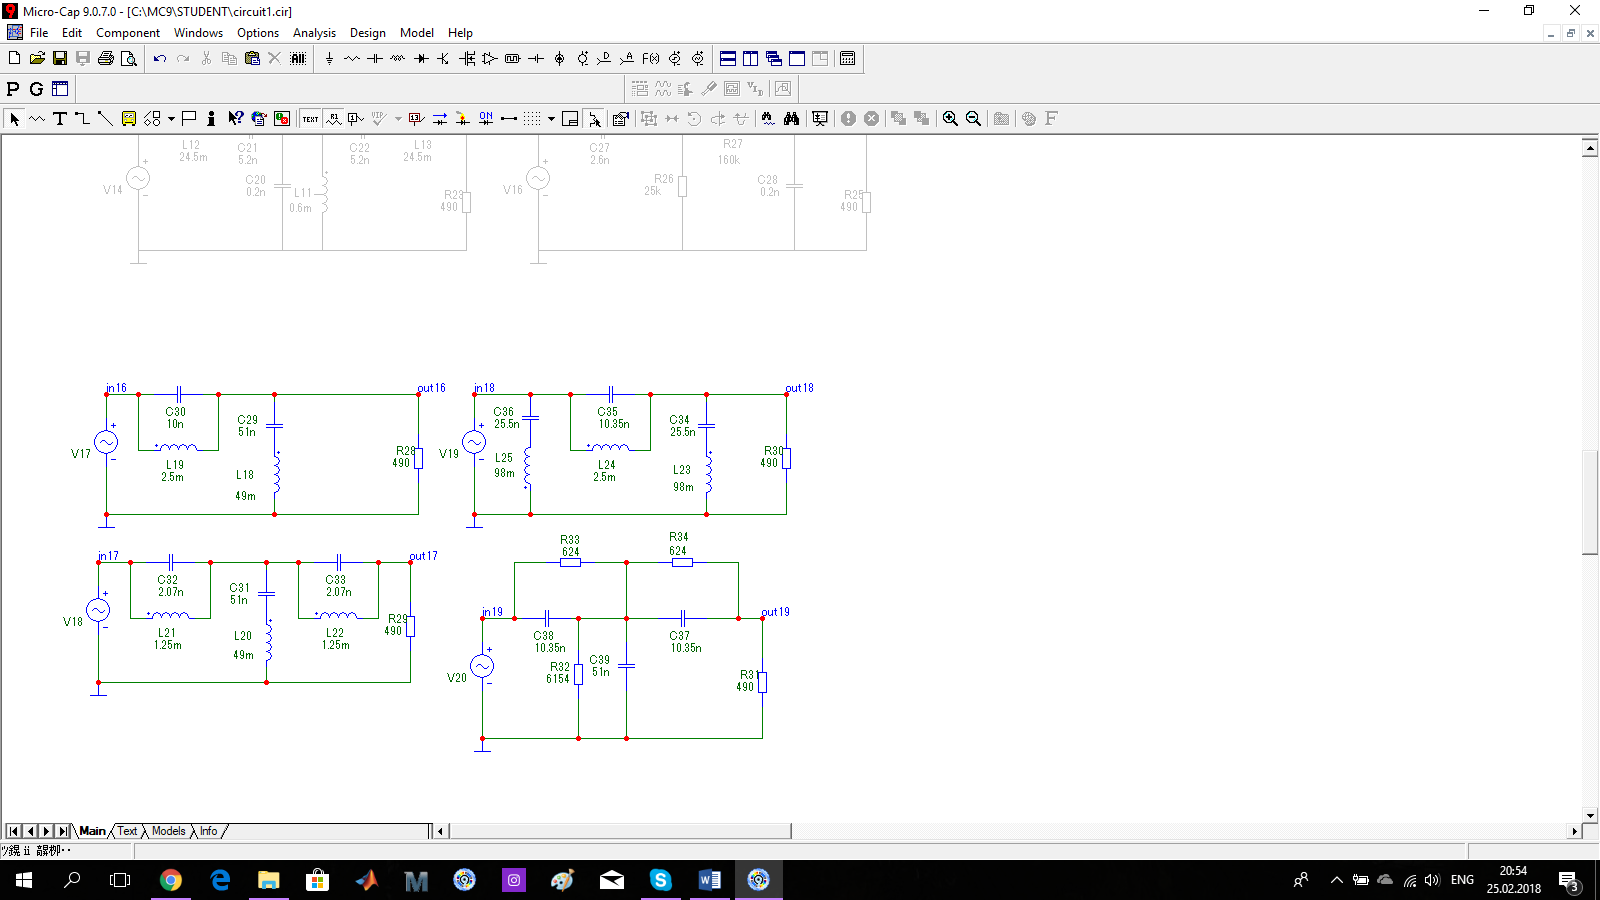 Micro-Cap 9.0.7.0 - [C:\MC9\STUDENT\circuit1.cir]
File Edit Component Windows Options Analysis Design Model Help
P G
L12
24.5m
C21
5.2n
C22
5.2n
L13
24.5m
V14
C20
0.2n
L11
0.6m
R23
490
C27
2.6n
R27
160k
V16
R26
25k
C28
0.2n
R25
490
in16
out16
C30
10n
C29
51n
V17
R28
490
L19
2.5m
L18
49m
in18
out18
C36
25.5n
C35
10.35n
C34
25.5n
V19
L25
98m
L24
2.5m
L23
98m
R30
490
in17
out17
C32
2.07n
C31
51n
C33
2.07n
V18
L21
1.25m
L20
49m
L22
1.25m
R29
490
R33
624
R34
624
in19
out19
C38
10.35n
C37
10.35n
R32
6154
C39
51n
V20
R31
490
Main Text Models Info
ENG
20:54
25.02.2018
3